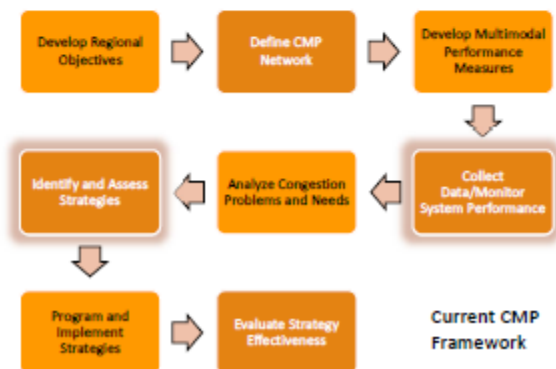 Develop Regional
Objectives
Define CMP
Network
Develop Multimodal
Performance
Measures
Identify and Assess
Strategies
Analyze Congestion
Problems and Needs
Collect
Data/Monitor
System Performance
Program and
Implement
Strategies
Evaluate Strategy
Effectiveness
Current CMP
Framework